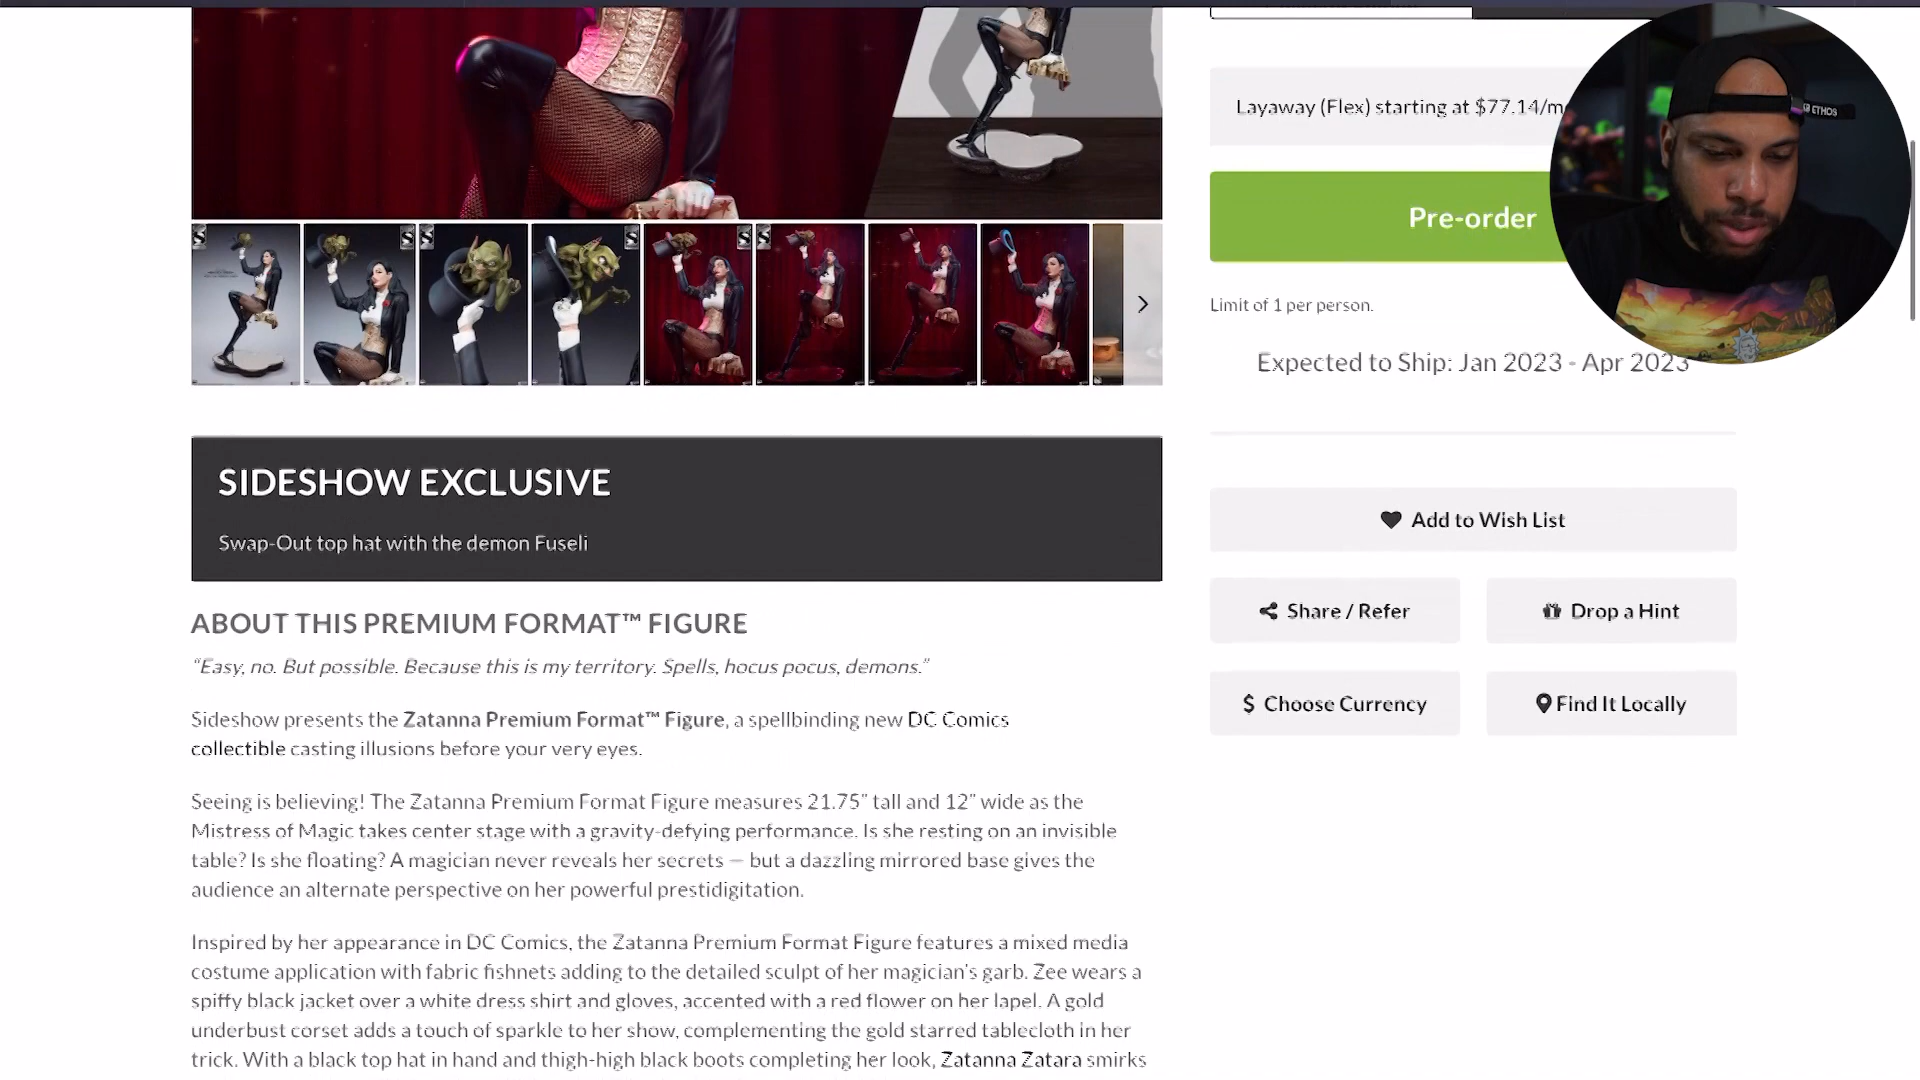 Layaway (Flex) starting at $77.14/m
ETHOS
Pre-order
Limit of 1 per person.
Expected to Ship: Jan 2023 - Apr 2023
Add to Wish List
Share / Refer
Drop a Hint
$ Choose Currency
Find It Locally
SIDESHOW EXCLUSIVE
Swap-Out top hat with the demon Fuseli
ABOUT THIS PREMIUM FORMAT™ FIGURE
“Easy, no. But possible. Because this is my territory. Spells, hocus pocus, demons.”
Sideshow presents the Zatanna Premium Format™ Figure, a spellbinding new DC Comics
collectible casting illusions before your very eyes.
Seeing is believing! The Zatanna Premium Format Figure measures 21.75” tall and 12” wide as the
Mistress of Magic takes center stage with a gravity-defying performance. Is she resting on an invisible
table? Is she floating? A magician never reveals her secrets — but a dazzling mirrored base gives the
audience an alternate perspective on her powerful prestidigitation.
Inspired by her appearance in DC Comics, the Zatanna Premium Format Figure features a mixed media
costume application with fabric fishnets adding to the detailed sculpt of her magician’s garb. Zee wears a
spiffy black jacket over a white dress shirt and gloves, accented with a red flower on her lapel. A gold
underbust corset adds a touch of sparkle to her show, complementing the gold starred tablecloth in her
trick. With a black top hat in hand and thigh-high black boots completing her look, Zatanna Zatara smirks